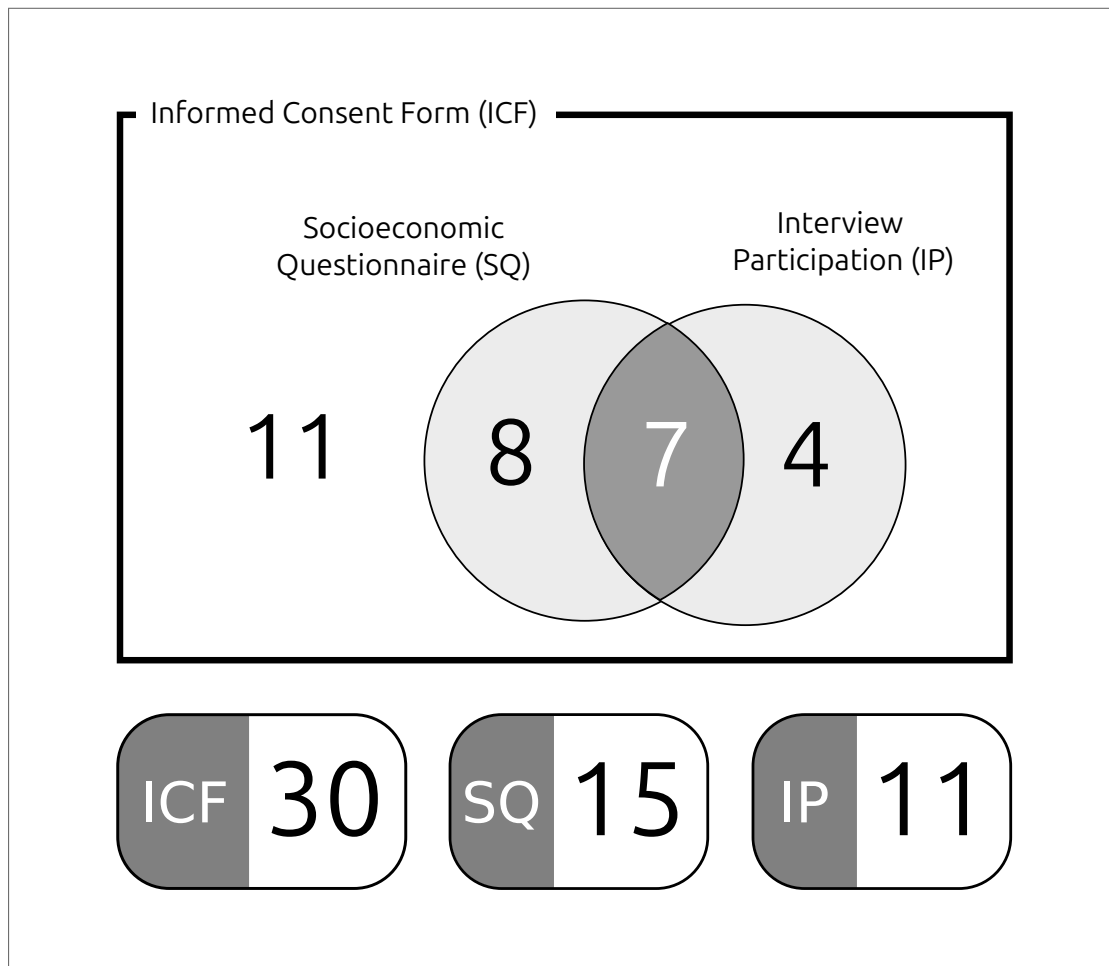 Informed Consent Form (ICF)
Socioeconomic
Questionnaire (SQ)
Interview
Participation (IP)
11
8
7
4
ICF 30
SQ 15
IP 11